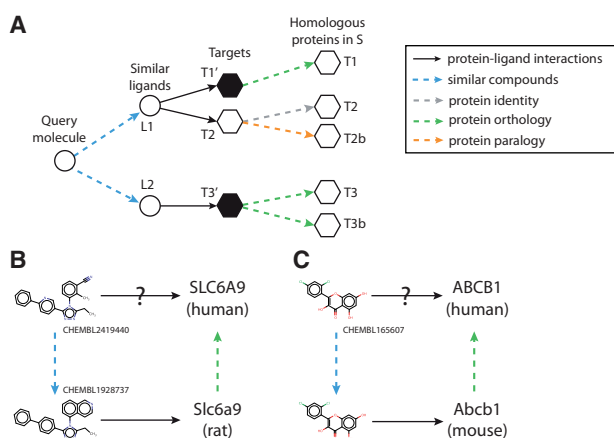 A
Homologous
proteins in S
Targets
Similar
ligands
Query
molecule
T1'
T1
L1
T2
T2
T2b
L2
T3'
T3
T3b
protein-ligand interactions
similar compounds
protein identity
protein orthology
protein paralogy
B
?
SLC6A9
(human)
CHEMBL2419440
CHEMBL1928737
Slc6a9
(rat)
C
?
ABCB1
(human)
CHEMBL165607
Abcb1
(mouse)